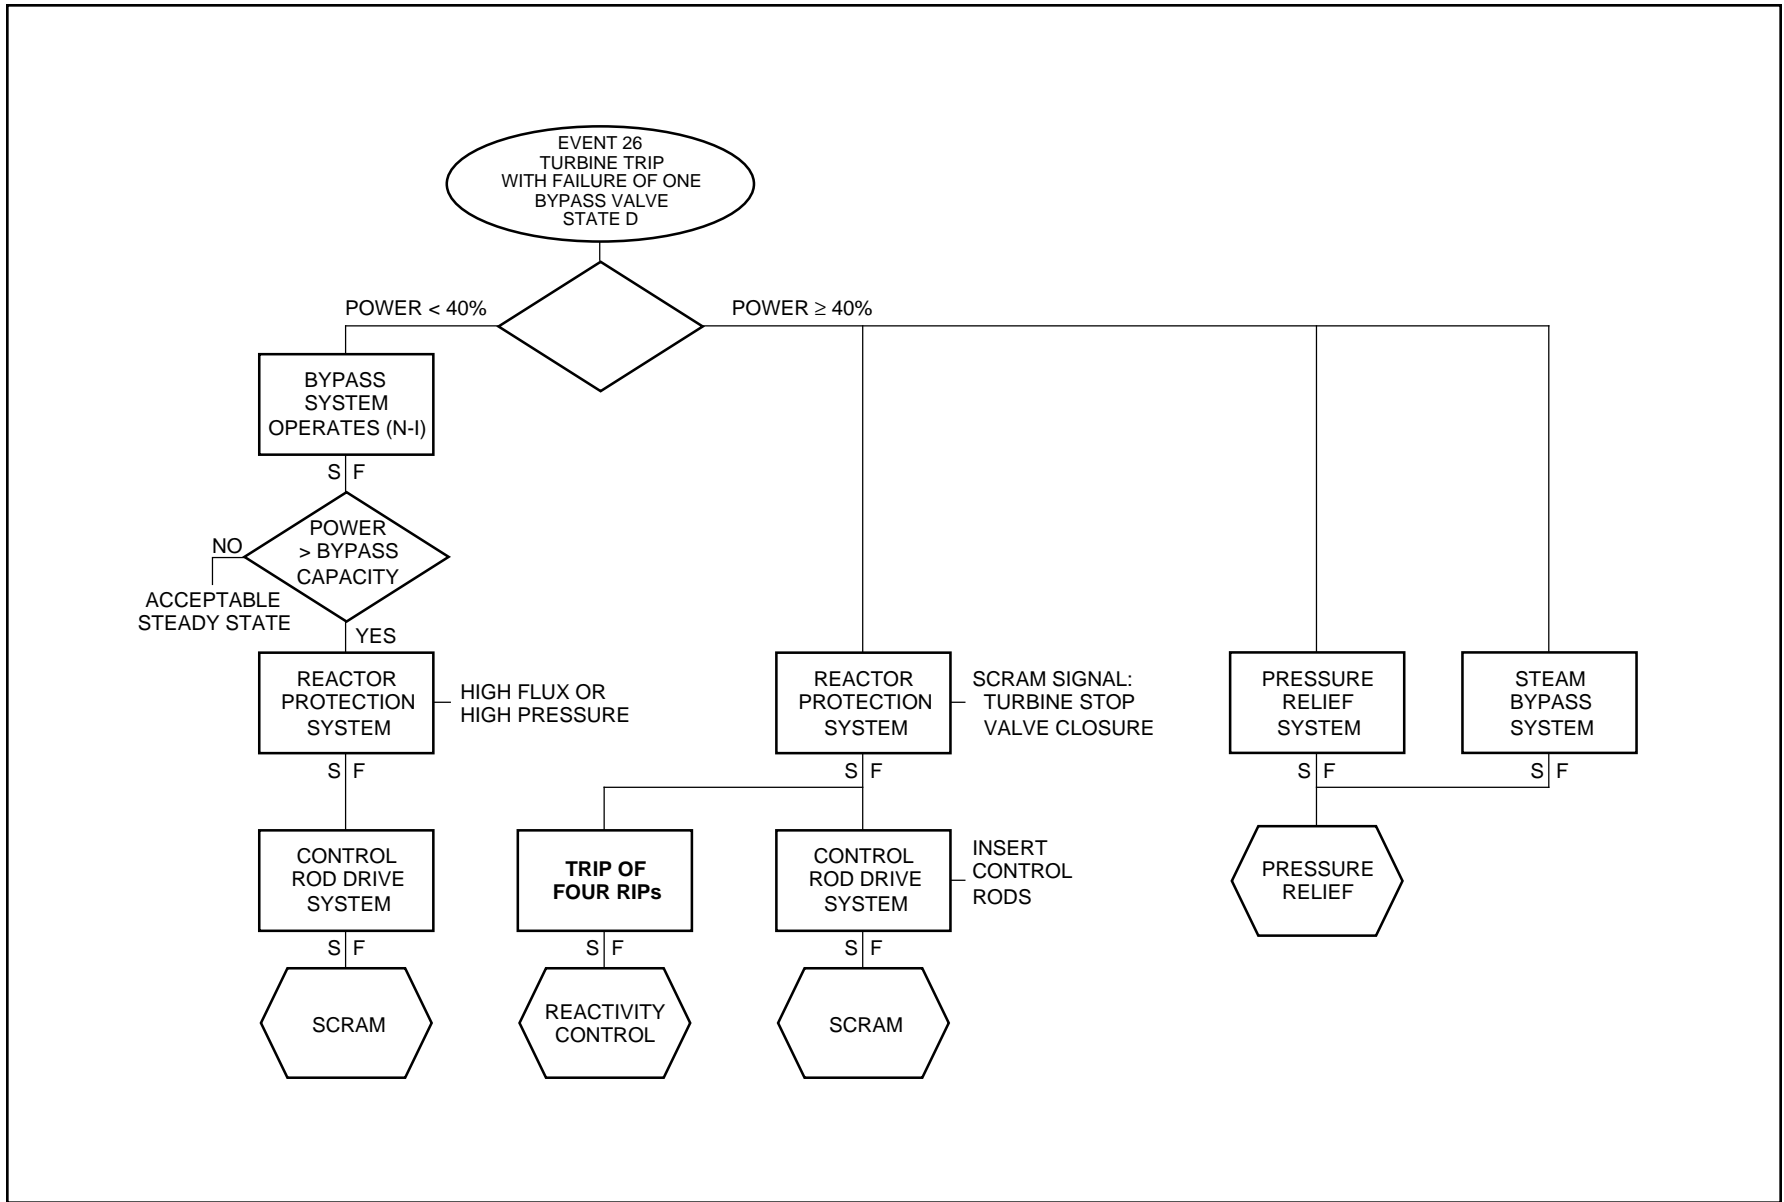 EVENT 26
TURBINE TRIP
WITH FAILURE OF ONE
BYPASS VALVE
STATE D
POWER < 40%
POWER ≥ 40%
BYPASS
SYSTEM
OPERATES (N-I)
S F
POWER
> BYPASS
CAPACITY
NO
ACCEPTABLE
STEADY STATE
YES
REACTOR
PROTECTION
SYSTEM
HIGH FLUX OR
HIGH PRESSURE
S F
CONTROL
ROD DRIVE
SYSTEM
S F
SCRAM
REACTOR
PROTECTION
SYSTEM
SCRAM SIGNAL:
TURBINE STOP
VALVE CLOSURE
S F
TRIP OF
FOUR RIPs
S F
REACTIVITY
CONTROL
CONTROL
ROD DRIVE
SYSTEM
INSERT
CONTROL
RODS
S F
SCRAM
PRESSURE
RELIEF
SYSTEM
S F
STEAM
BYPASS
SYSTEM
S F
PRESSURE
RELIEF